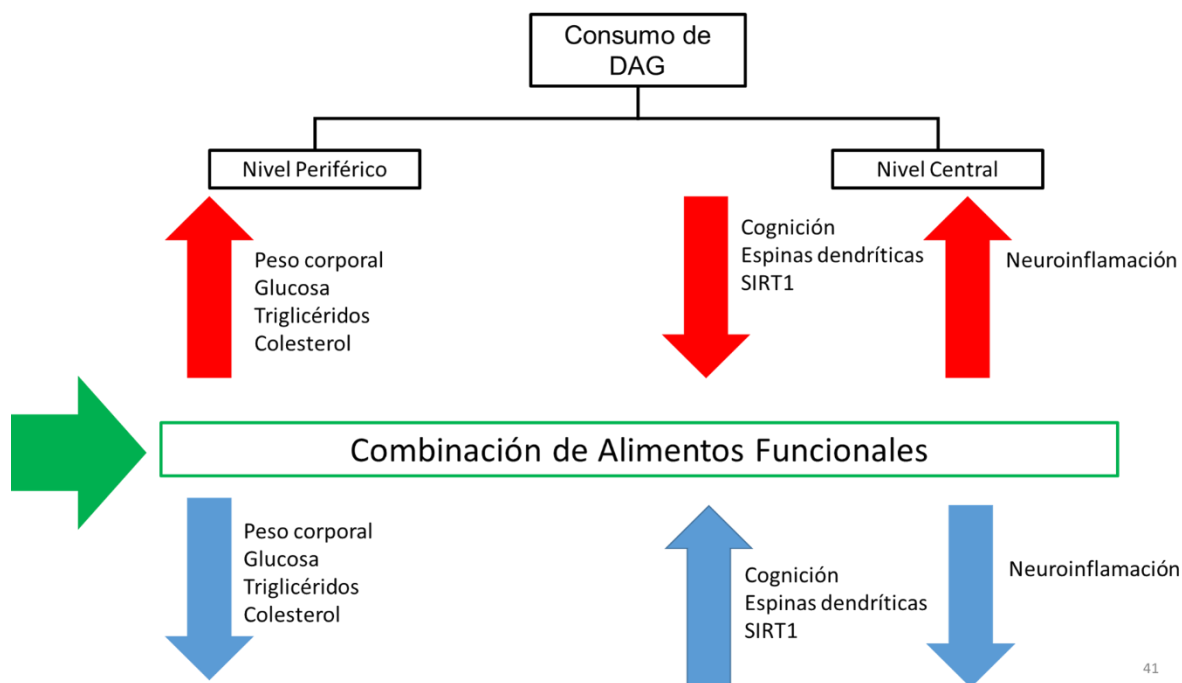 Consumo de
DAG
Nivel Periférico
Nivel Central
Peso corporal
Glucosa
Triglicéridos
Colesterol
Cognición
Espinas dendríticas
SIRT1
Neuroinflamación
Combinación de Alimentos Funcionales
Peso corporal
Glucosa
Triglicéridos
Colesterol
Cognición
Espinas dendríticas
SIRT1
Neuroinflamación
41